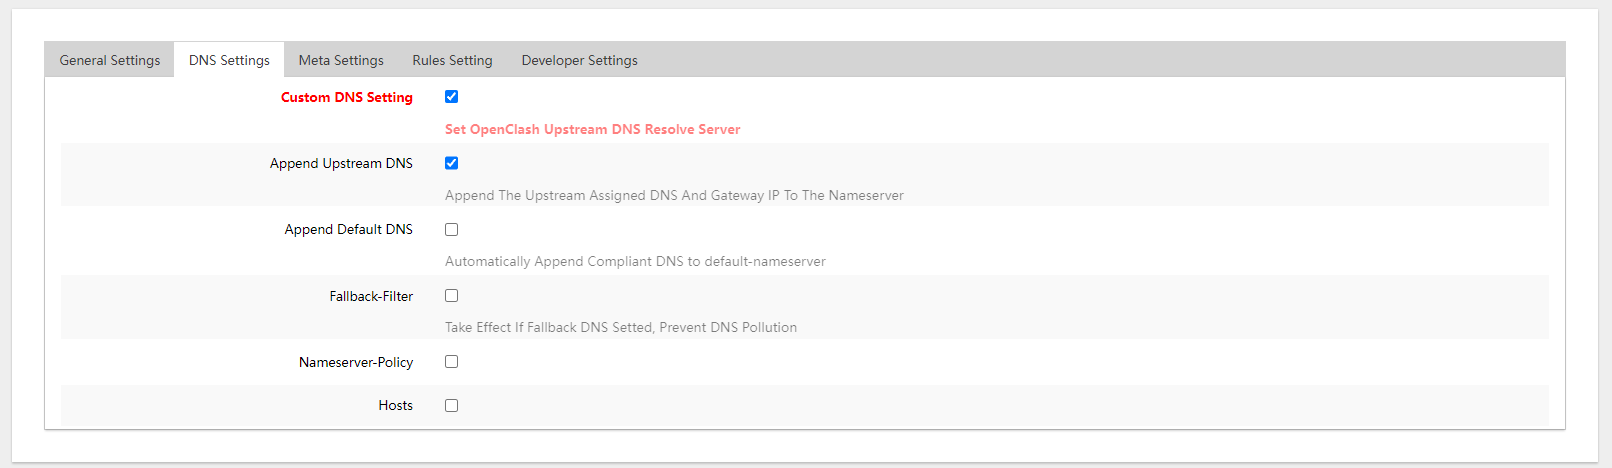 General Settings DNS Settings Meta Settings Rules Setting Developer Settings
Custom DNS Setting
Set OpenClash Upstream DNS Resolve Server
Append Upstream DNS
Append The Upstream Assigned DNS And Gateway IP To The Nameserver
Append Default DNS
Automatically Append Compliant DNS to default-nameserver
Fallback-Filter
Take Effect If Fallback DNS Setted, Prevent DNS Pollution
Nameserver-Policy
Hosts